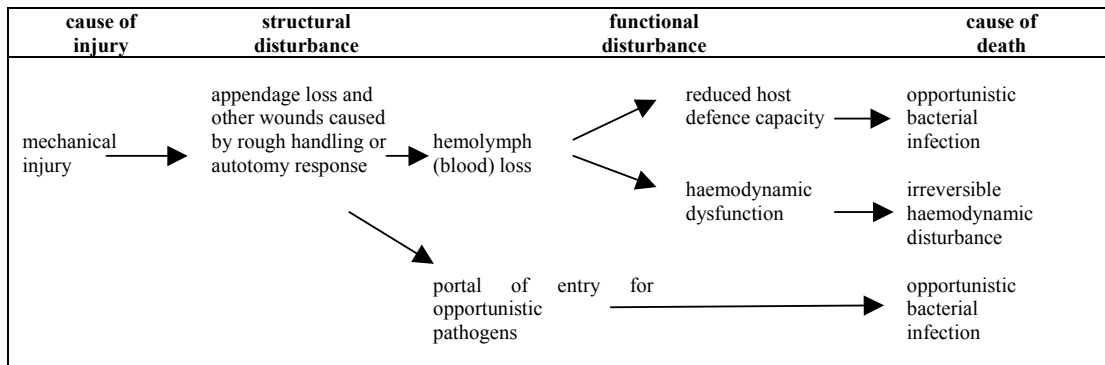 cause of
injury
structural
disturbance
functional
disturbance
cause of
death
mechanical
injury
appendage loss and
other wounds caused
by rough handling or
autotomy response
hemolymph
(blood) loss
reduced host
defence capacity
opportunistic
bacterial
infection
haemodynamic
dysfunction
irreversible
haemodynamic
disturbance
portal of entry for
opportunistic
pathogens
opportunistic
bacterial
infection